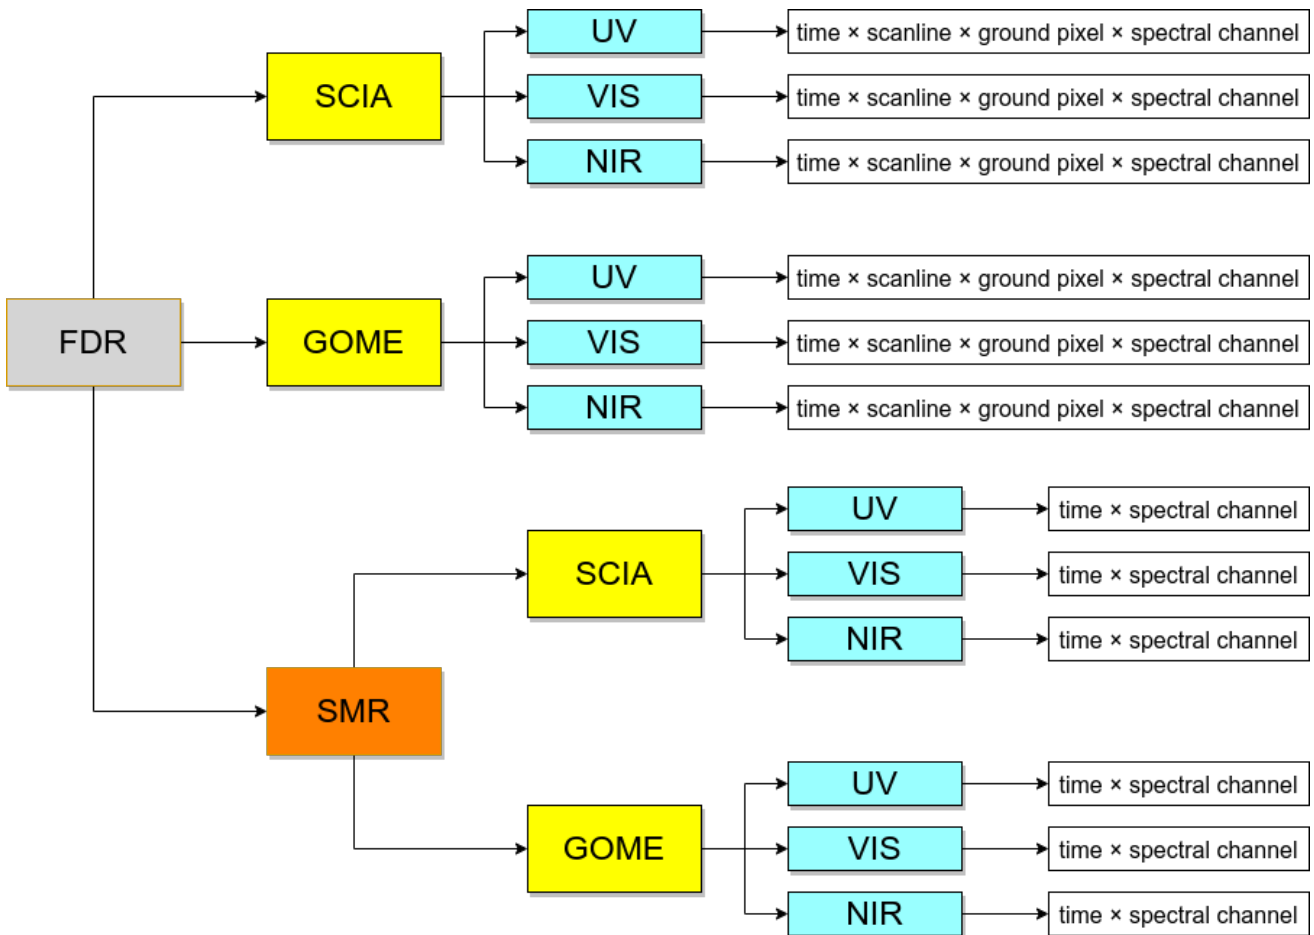 UV
time × scanline × ground pixel × spectral channel
SCIA
VIS
time × scanline × ground pixel × spectral channel
NIR
time × scanline × ground pixel × spectral channel
UV
time × scanline × ground pixel × spectral channel
FDR
GOME
VIS
time × scanline × ground pixel × spectral channel
NIR
time × scanline × ground pixel × spectral channel
UV
time × spectral channel
SCIA
VIS
time × spectral channel
NIR
time × spectral channel
SMR
UV
time × spectral channel
GOME
VIS
time × spectral channel
NIR
time × spectral channel